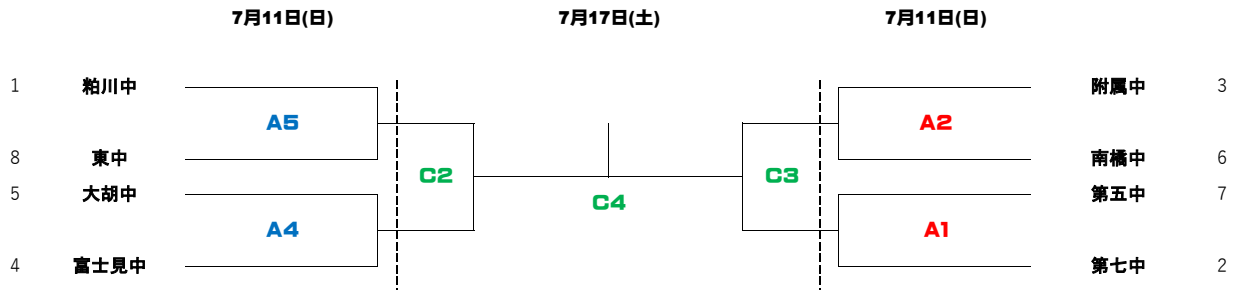 7月11日(日) 7月17日(土) 7月11日(日)
1 粕川中 附属中 3
A5 A2
8 東中 南橘中 6
C2 C3
5 大胡中 第五中 7
C4
A4 A1
4 富士見中 第七中 2